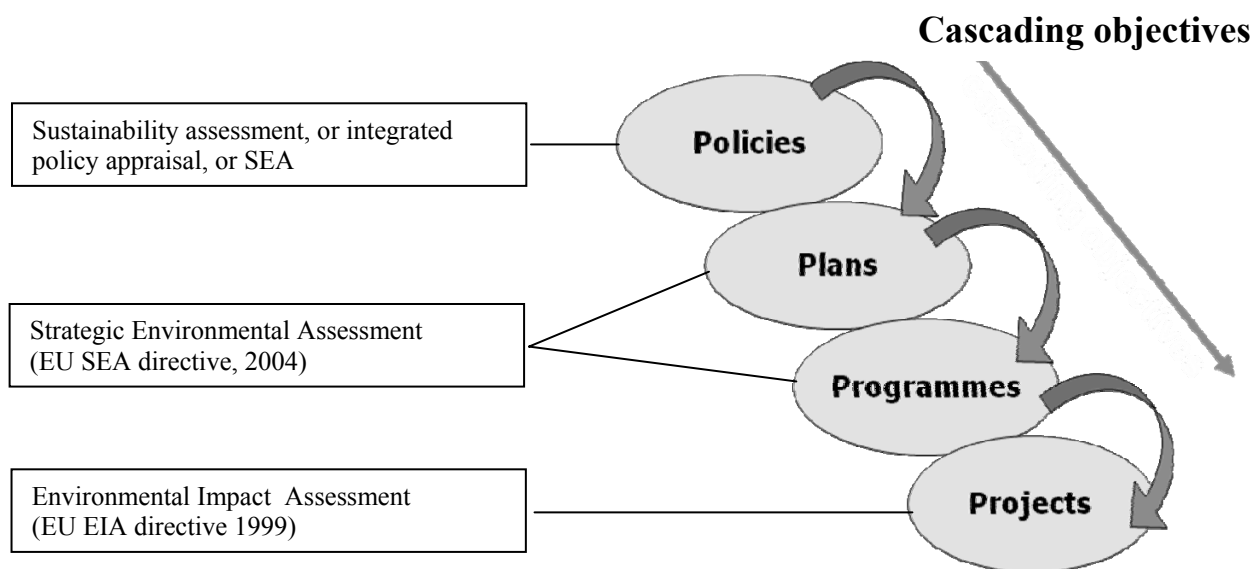 Cascading objectives
Sustainability assessment, or integrated
policy appraisal, or SEA
Policies
Plans
Strategic Environmental Assessment
(EU SEA directive, 2004)
Programmes
Environmental Impact  Assessment
(EU EIA directive 1999)
Projects